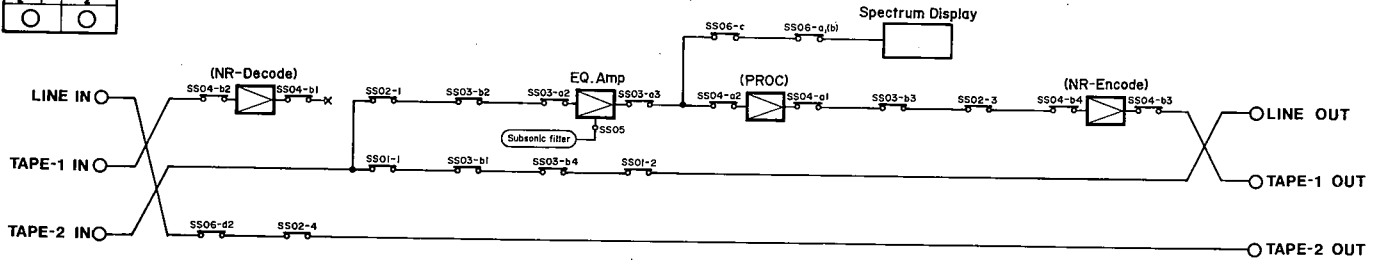 Spectrum Display
SS06-c SS06-a,(b)
(NR-Decode) EQ. Amp (PROC) (NR-Encode)
LINE IN SS04-b2 SS04-b1 SS02-1 SS03-b2 SS03-a2 SS03-a3 SS04-a2 SS04-a1 SS03-b3 SS02-3 SS04-b4 SS04-b3 LINE OUT
Subsonic filter SS05
TAPE-1 IN SS01-1 SS03-b1 SS03-b4 SS01-2 TAPE-1 OUT
TAPE-2 IN SS06-d2 SS02-4 TAPE-2 OUT